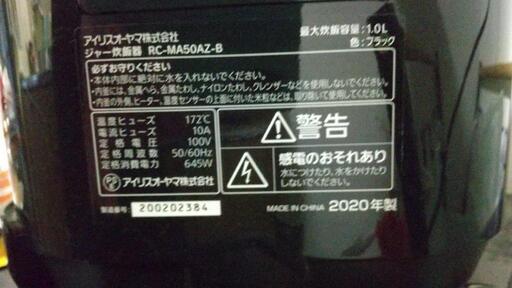 アイリスオーヤマ株式会社
ジャー炊飯器 RC-MA50AZ-B
最大炊飯容量:1.0L
色:ブラック
必ずお守りください
・本体内部に絶対に水を入れないでください。
・内釜には、金属へら、金属たわし、ナイロンたわし、クレンザーなどを使用しないでください。
・内釜の外側、ヒーター、温度センサーの上面に付いた米粒などは、取り除いてご使用ください。
温度ヒューズ 172℃
電流ヒューズ 10A
定格電圧 100V
定格周波数 50/60Hz
定格消費電力 645W
PSE アイリスオーヤマ株式会社
製造番号: 200202384
警告
感電のおそれあり
水につけたり、水をかけたりしないでください。
MADE IN CHINA 2020年製